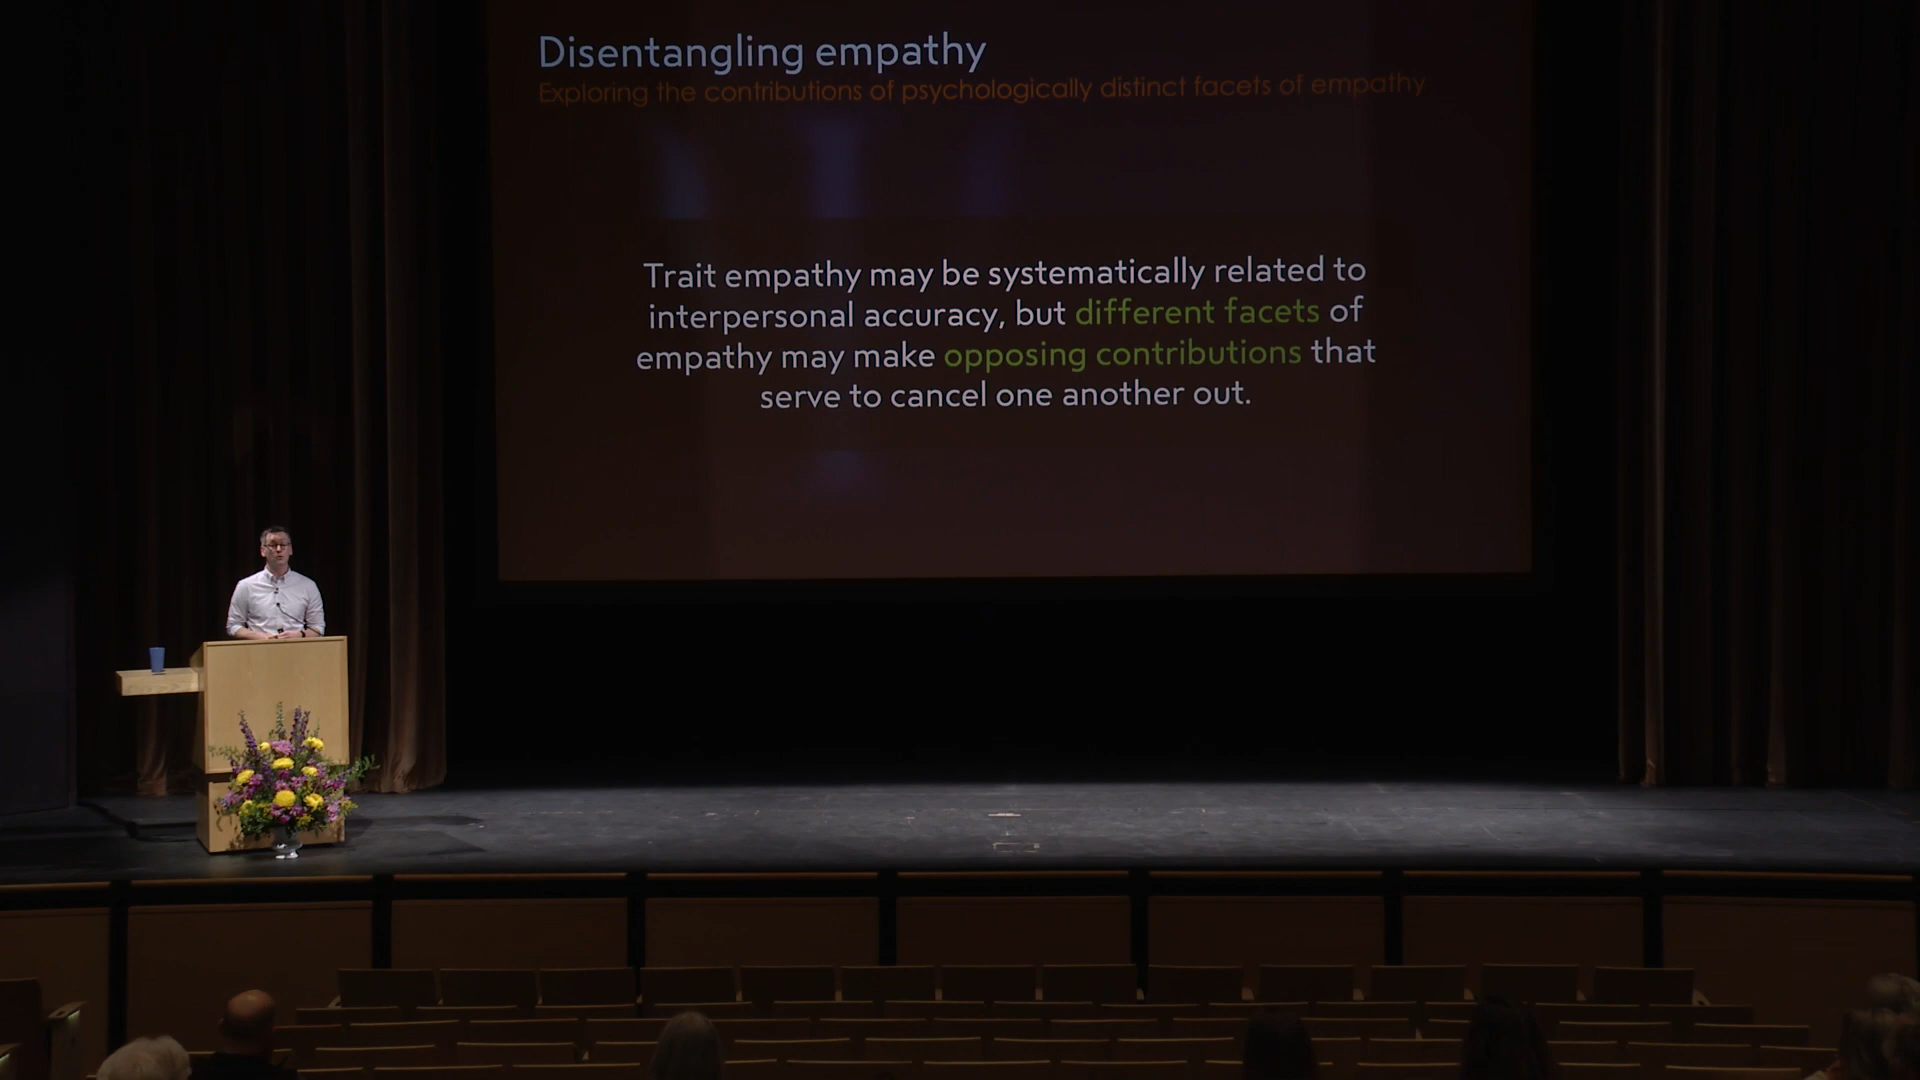 Disentangling empathy
Exploring the contributions of psychologically distinct facets of empathy
Trait empathy may be systematically related to
interpersonal accuracy, but different facets of
empathy may make opposing contributions that
serve to cancel one another out.